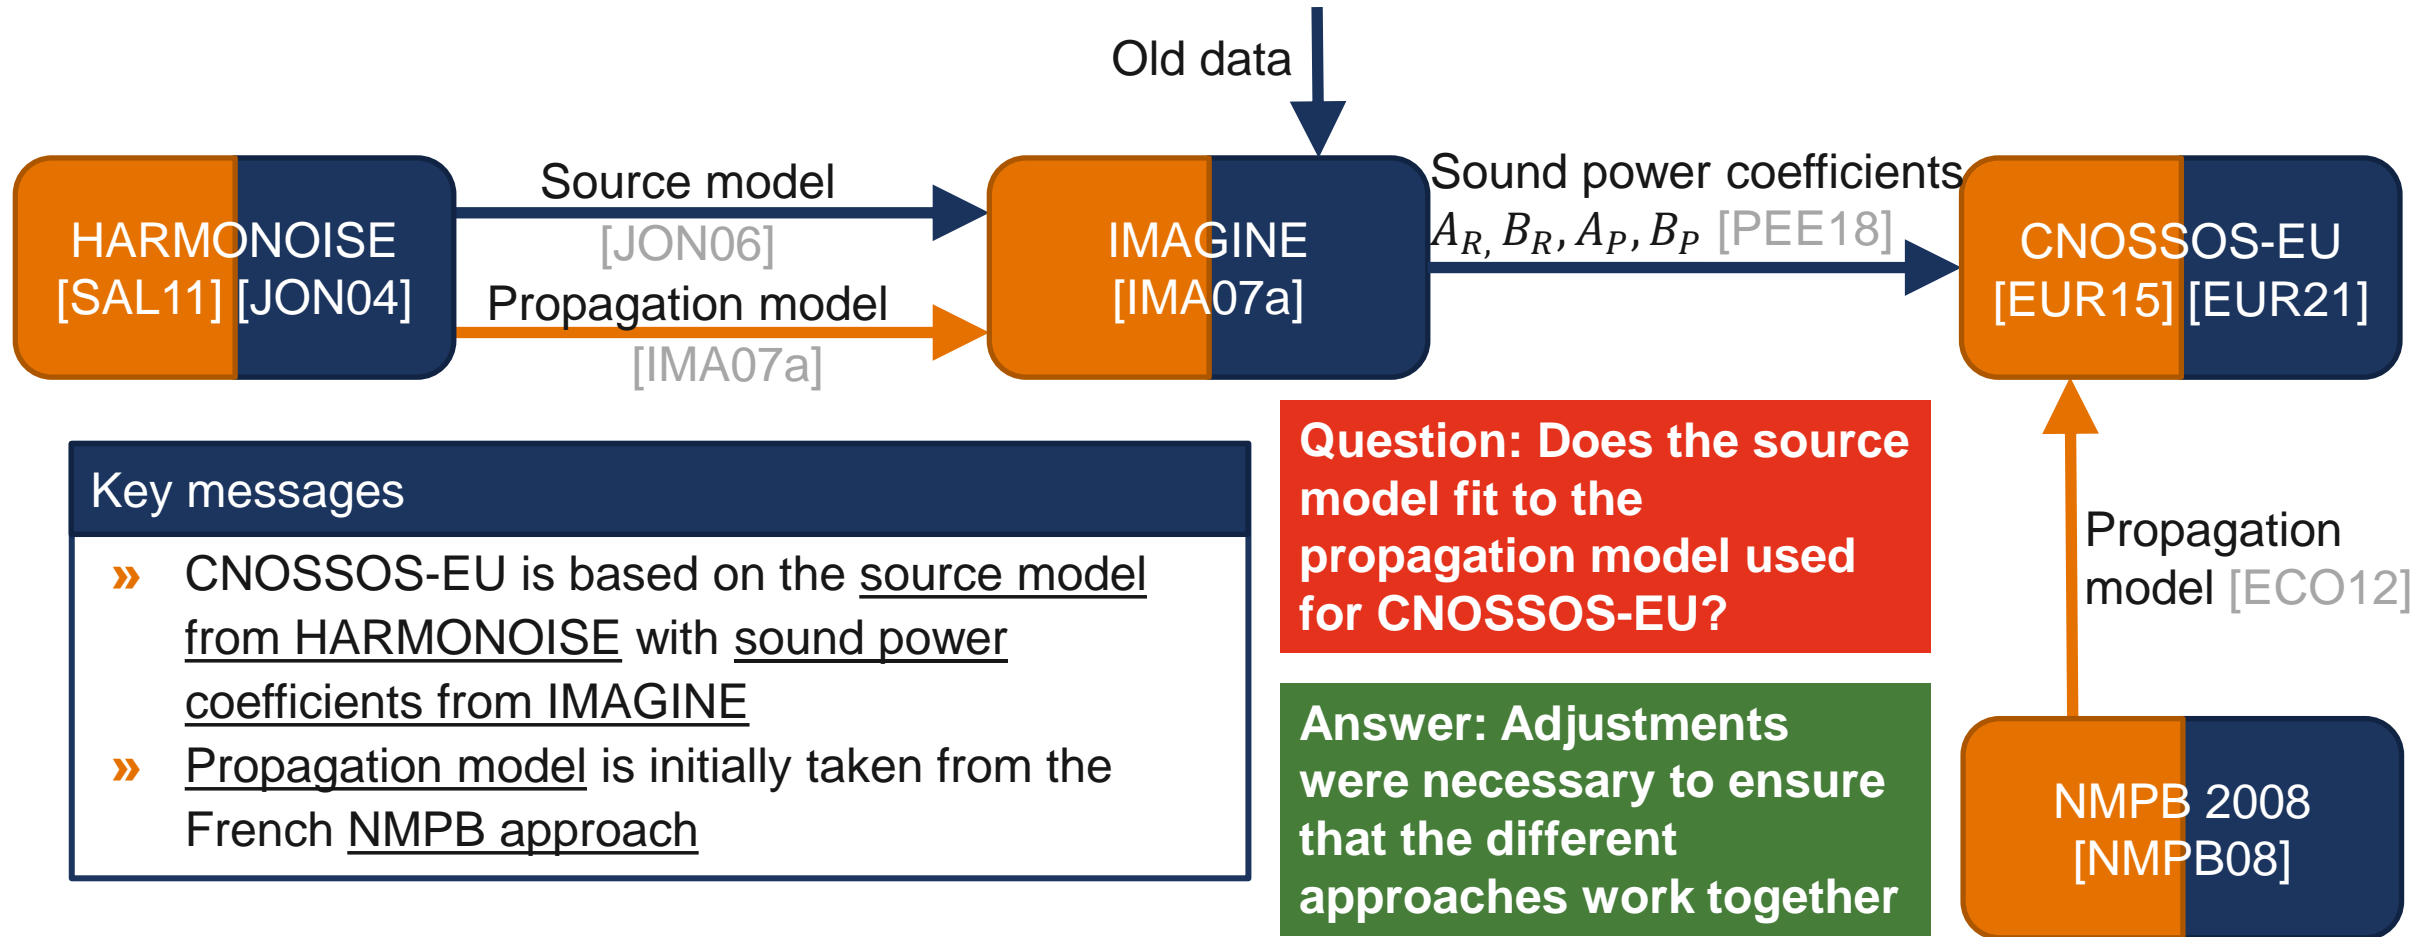 Old data
HARMONOISE
[SAL11] [JON04]
Source model
[JON06]
Propagation model
[IMA07a]
IMAGINE
[IMA07a]
Sound power coefficients
A_R, B_R, A_P, B_P [PEE18]
CNOSSOS-EU
[EUR15] [EUR21]
Key messages
» CNOSSOS-EU is based on the source model
from HARMONOISE with sound power
coefficients from IMAGINE
» Propagation model is initially taken from the
French NMPB approach
Question: Does the source
model fit to the
propagation model used
for CNOSSOS-EU?
Answer: Adjustments
were necessary to ensure
that the different
approaches work together
Propagation
model [ECO12]
NMPB 2008
[NMPB08]